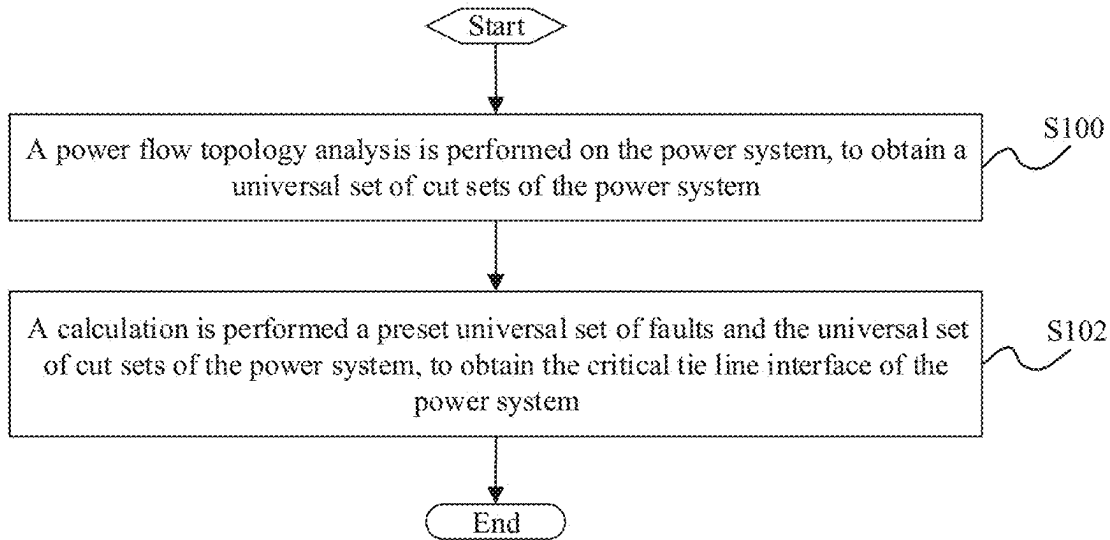 Start
A power flow topology analysis is performed on the power system, to obtain a
universal set of cut sets of the power system
S100
A calculation is performed a preset universal set of faults and the universal set
of cut sets of the power system, to obtain the critical tie line interface of the
power system
S102
End